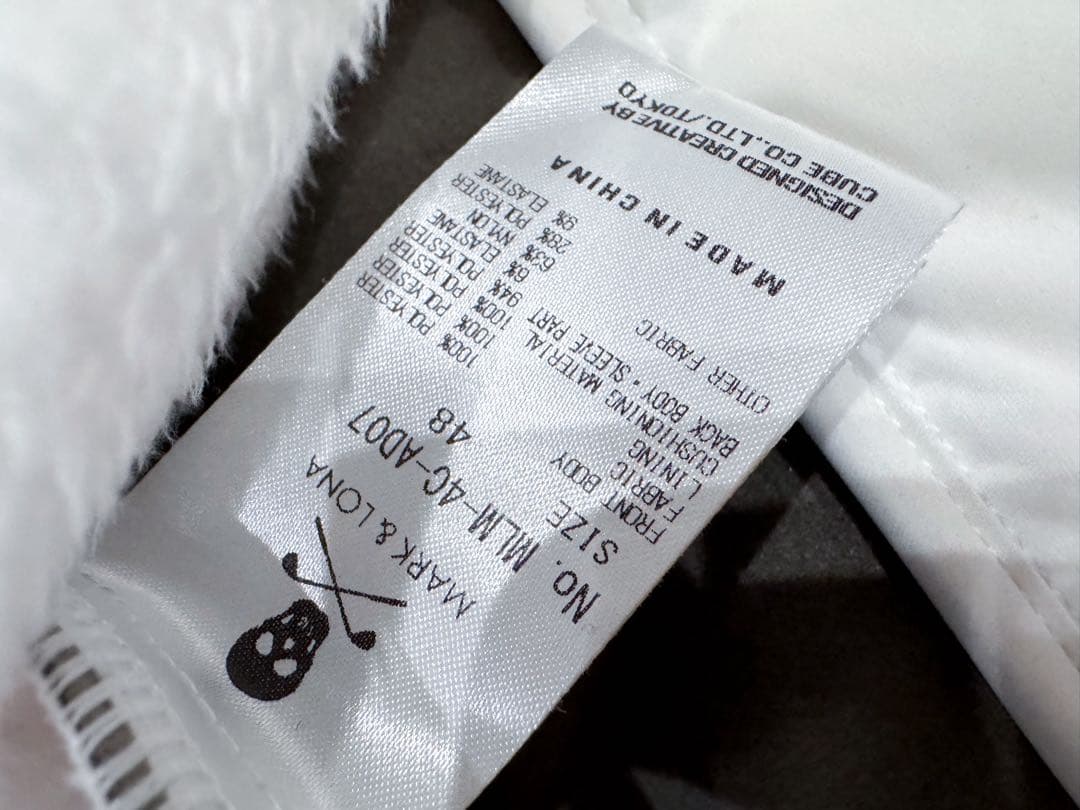 MARK & LONA
No. MLM-4C-AD07
SIZE 48
FRONT BODY
FABRIC 100% POLYESTER
LINING 100% POLYESTER
CUSHIONING MATERIAL 100% POLYESTER
BACK BODY・SLEEVE PART 94% POLYESTER
6% ELASTANE
OTHER FABRIC 63% NYLON
28% POLYESTER
9% ELASTANE
MADE IN CHINA
DESIGNED CREATIVE BY
CUBE CO.,LTD./TOKYO